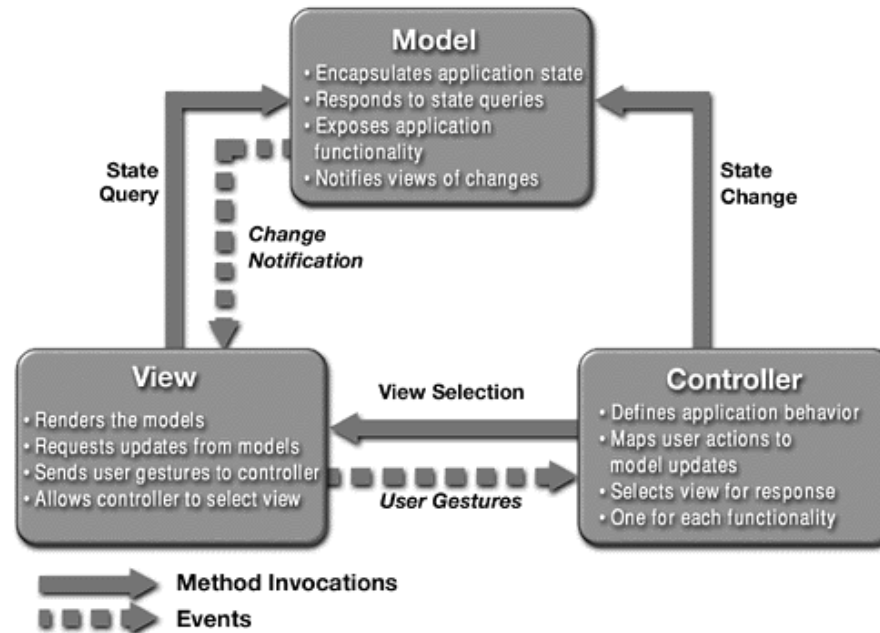 Model
• Encapsulates application state
• Responds to state queries
• Exposes application
functionality
• Notifies views of changes
State
Query
State
Change
Change
Notification
View
• Renders the models
• Requests updates from models
• Sends user gestures to controller
• Allows controller to select view
View Selection
User Gestures
Controller
• Defines application behavior
• Maps user actions to
model updates
• Selects view for response
• One for each functionality
Method Invocations
Events